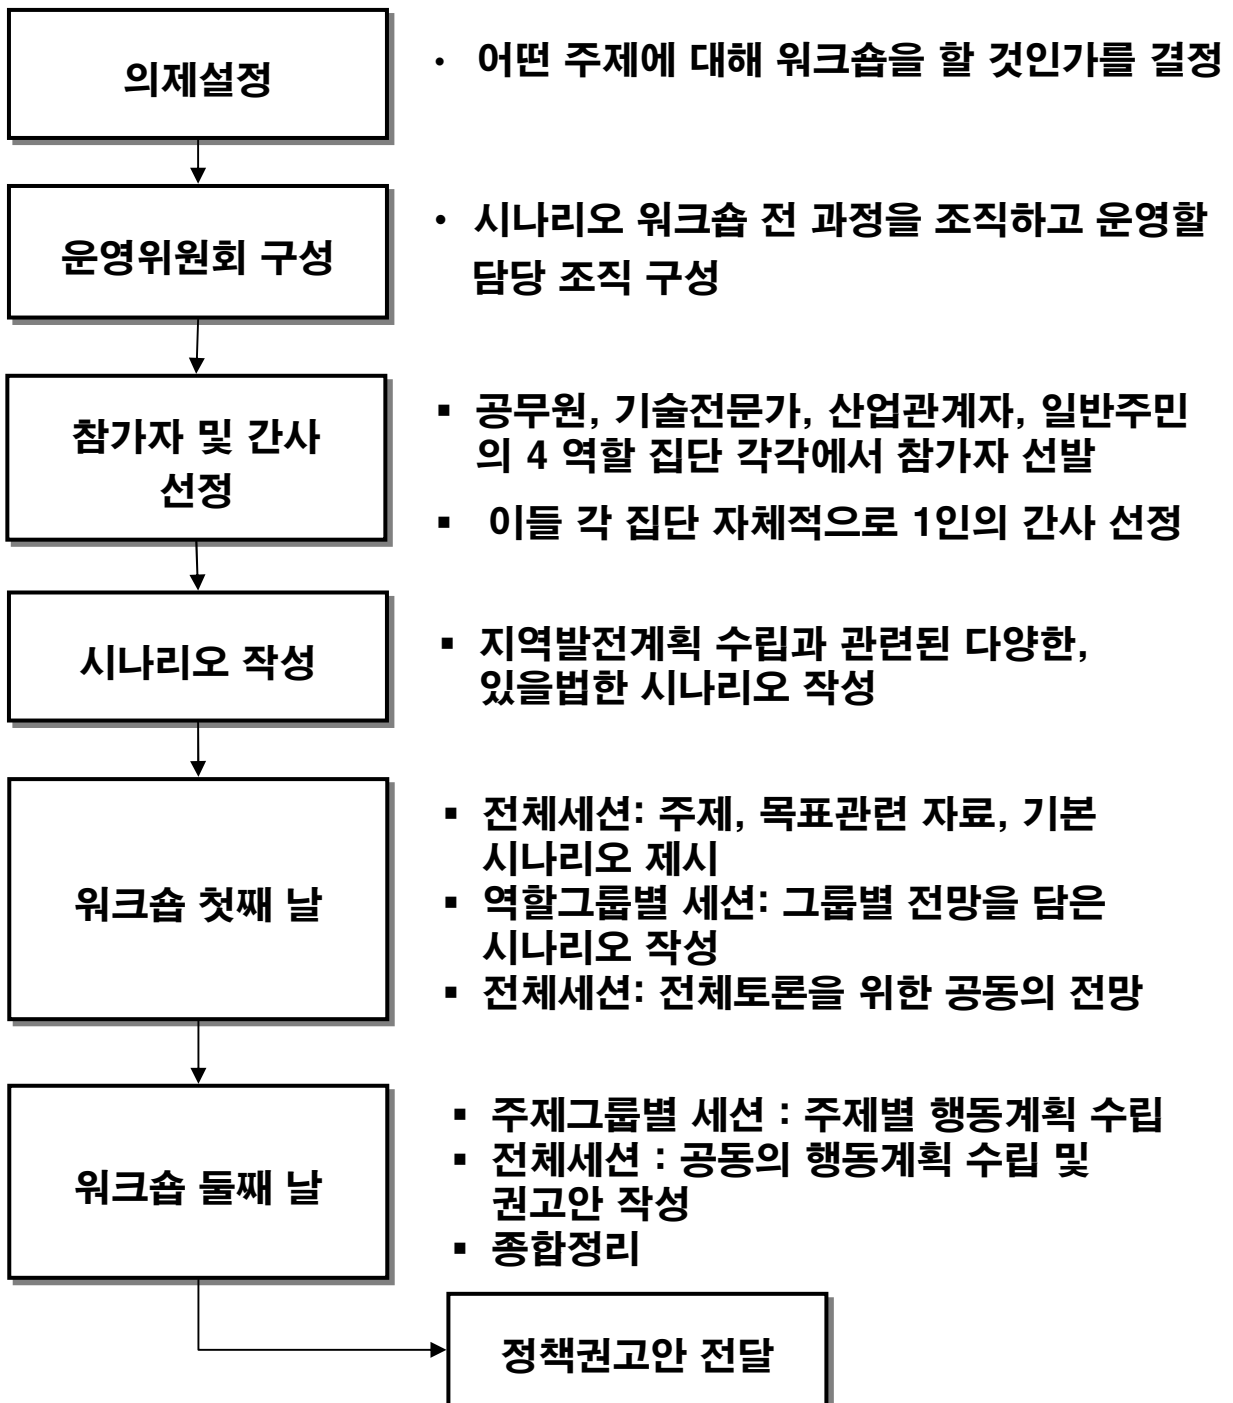 의제설정
• 어떤 주제에 대해 워크숍을 할 것인가를 결정
운영위원회 구성
• 시나리오 워크숍 전 과정을 조직하고 운영할
담당 조직 구성
참가자 및 간사
선정
▪ 공무원, 기술전문가, 산업관계자, 일반주민
의 4 역할 집단 각각에서 참가자 선발
▪ 이들 각 집단 자체적으로 1인의 간사 선정
시나리오 작성
▪ 지역발전계획 수립과 관련된 다양한,
있을법한 시나리오 작성
워크숍 첫째 날
▪ 전체세션: 주제, 목표관련 자료, 기본
시나리오 제시
▪ 역할그룹별 세션: 그룹별 전망을 담은
시나리오 작성
▪ 전체세션: 전체토론을 위한 공동의 전망
워크숍 둘째 날
▪ 주제그룹별 세션 : 주제별 행동계획 수립
▪ 전체세션 : 공동의 행동계획 수립 및
권고안 작성
▪ 종합정리
정책권고안 전달